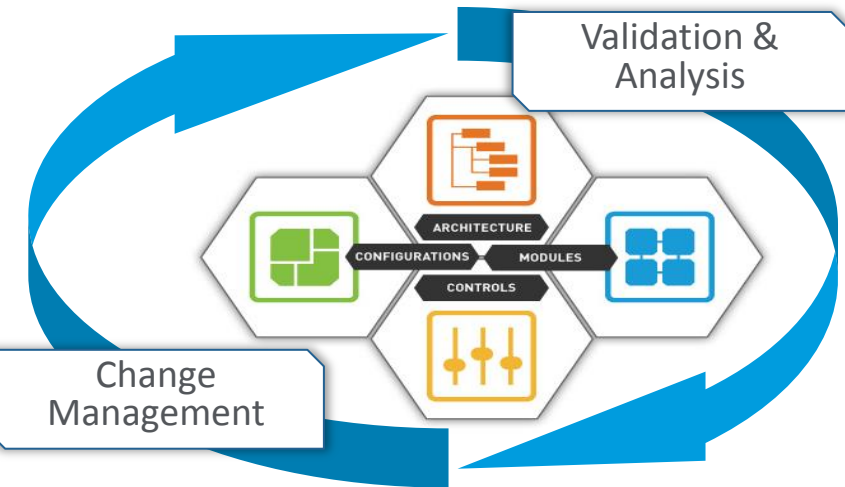 Validation &
Analysis
ARCHITECTURE
CONFIGURATIONS
MODULES
CONTROLS
Change
Management